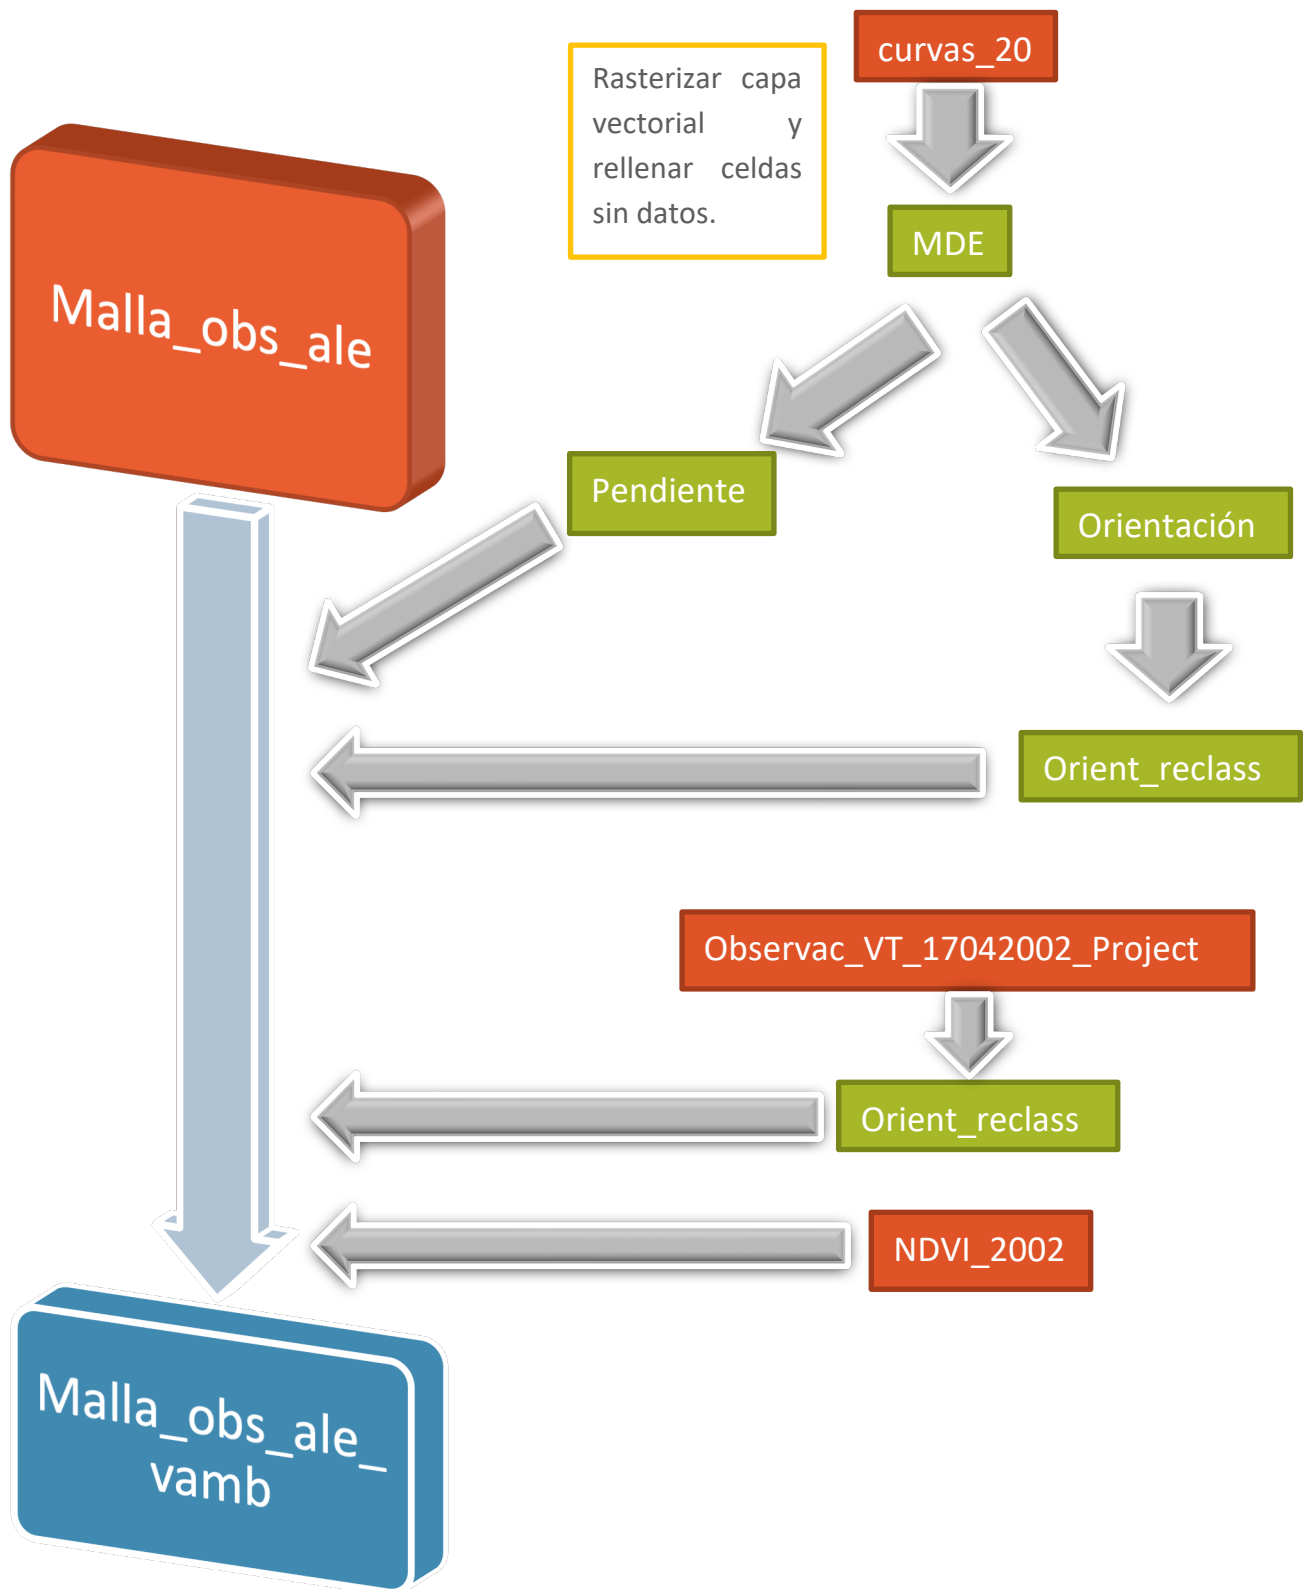 curvas_20
Rasterizar capa
vectorial y
rellenar celdas
sin datos.
MDE
Malla_obs_ale
Pendiente
Orientación
Orient_reclass
Observac_VT_17042002_Project
Orient_reclass
NDVI_2002
Malla_obs_ale_
vamb